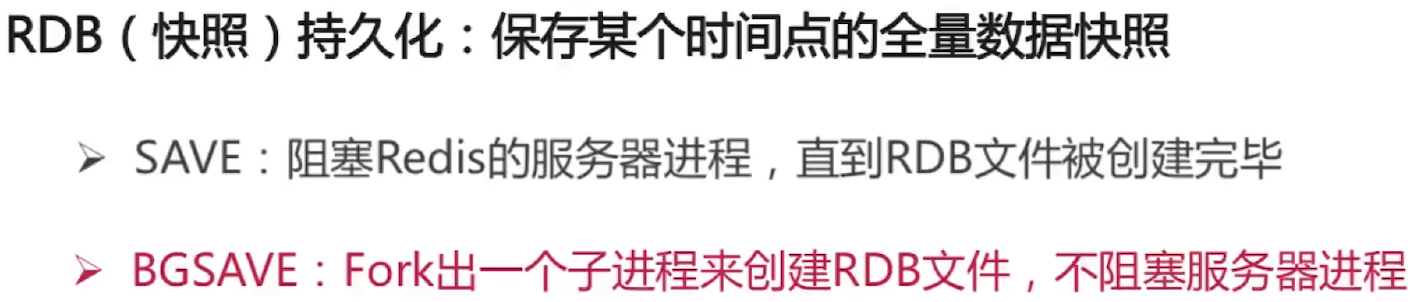 RDB（快照）持久化：保存某个时间点的全量数据快照
➢ SAVE：阻塞Redis的服务器进程，直到RDB文件被创建完毕
➢ BGSAVE：Fork出一个子进程来创建RDB文件，不阻塞服务器进程